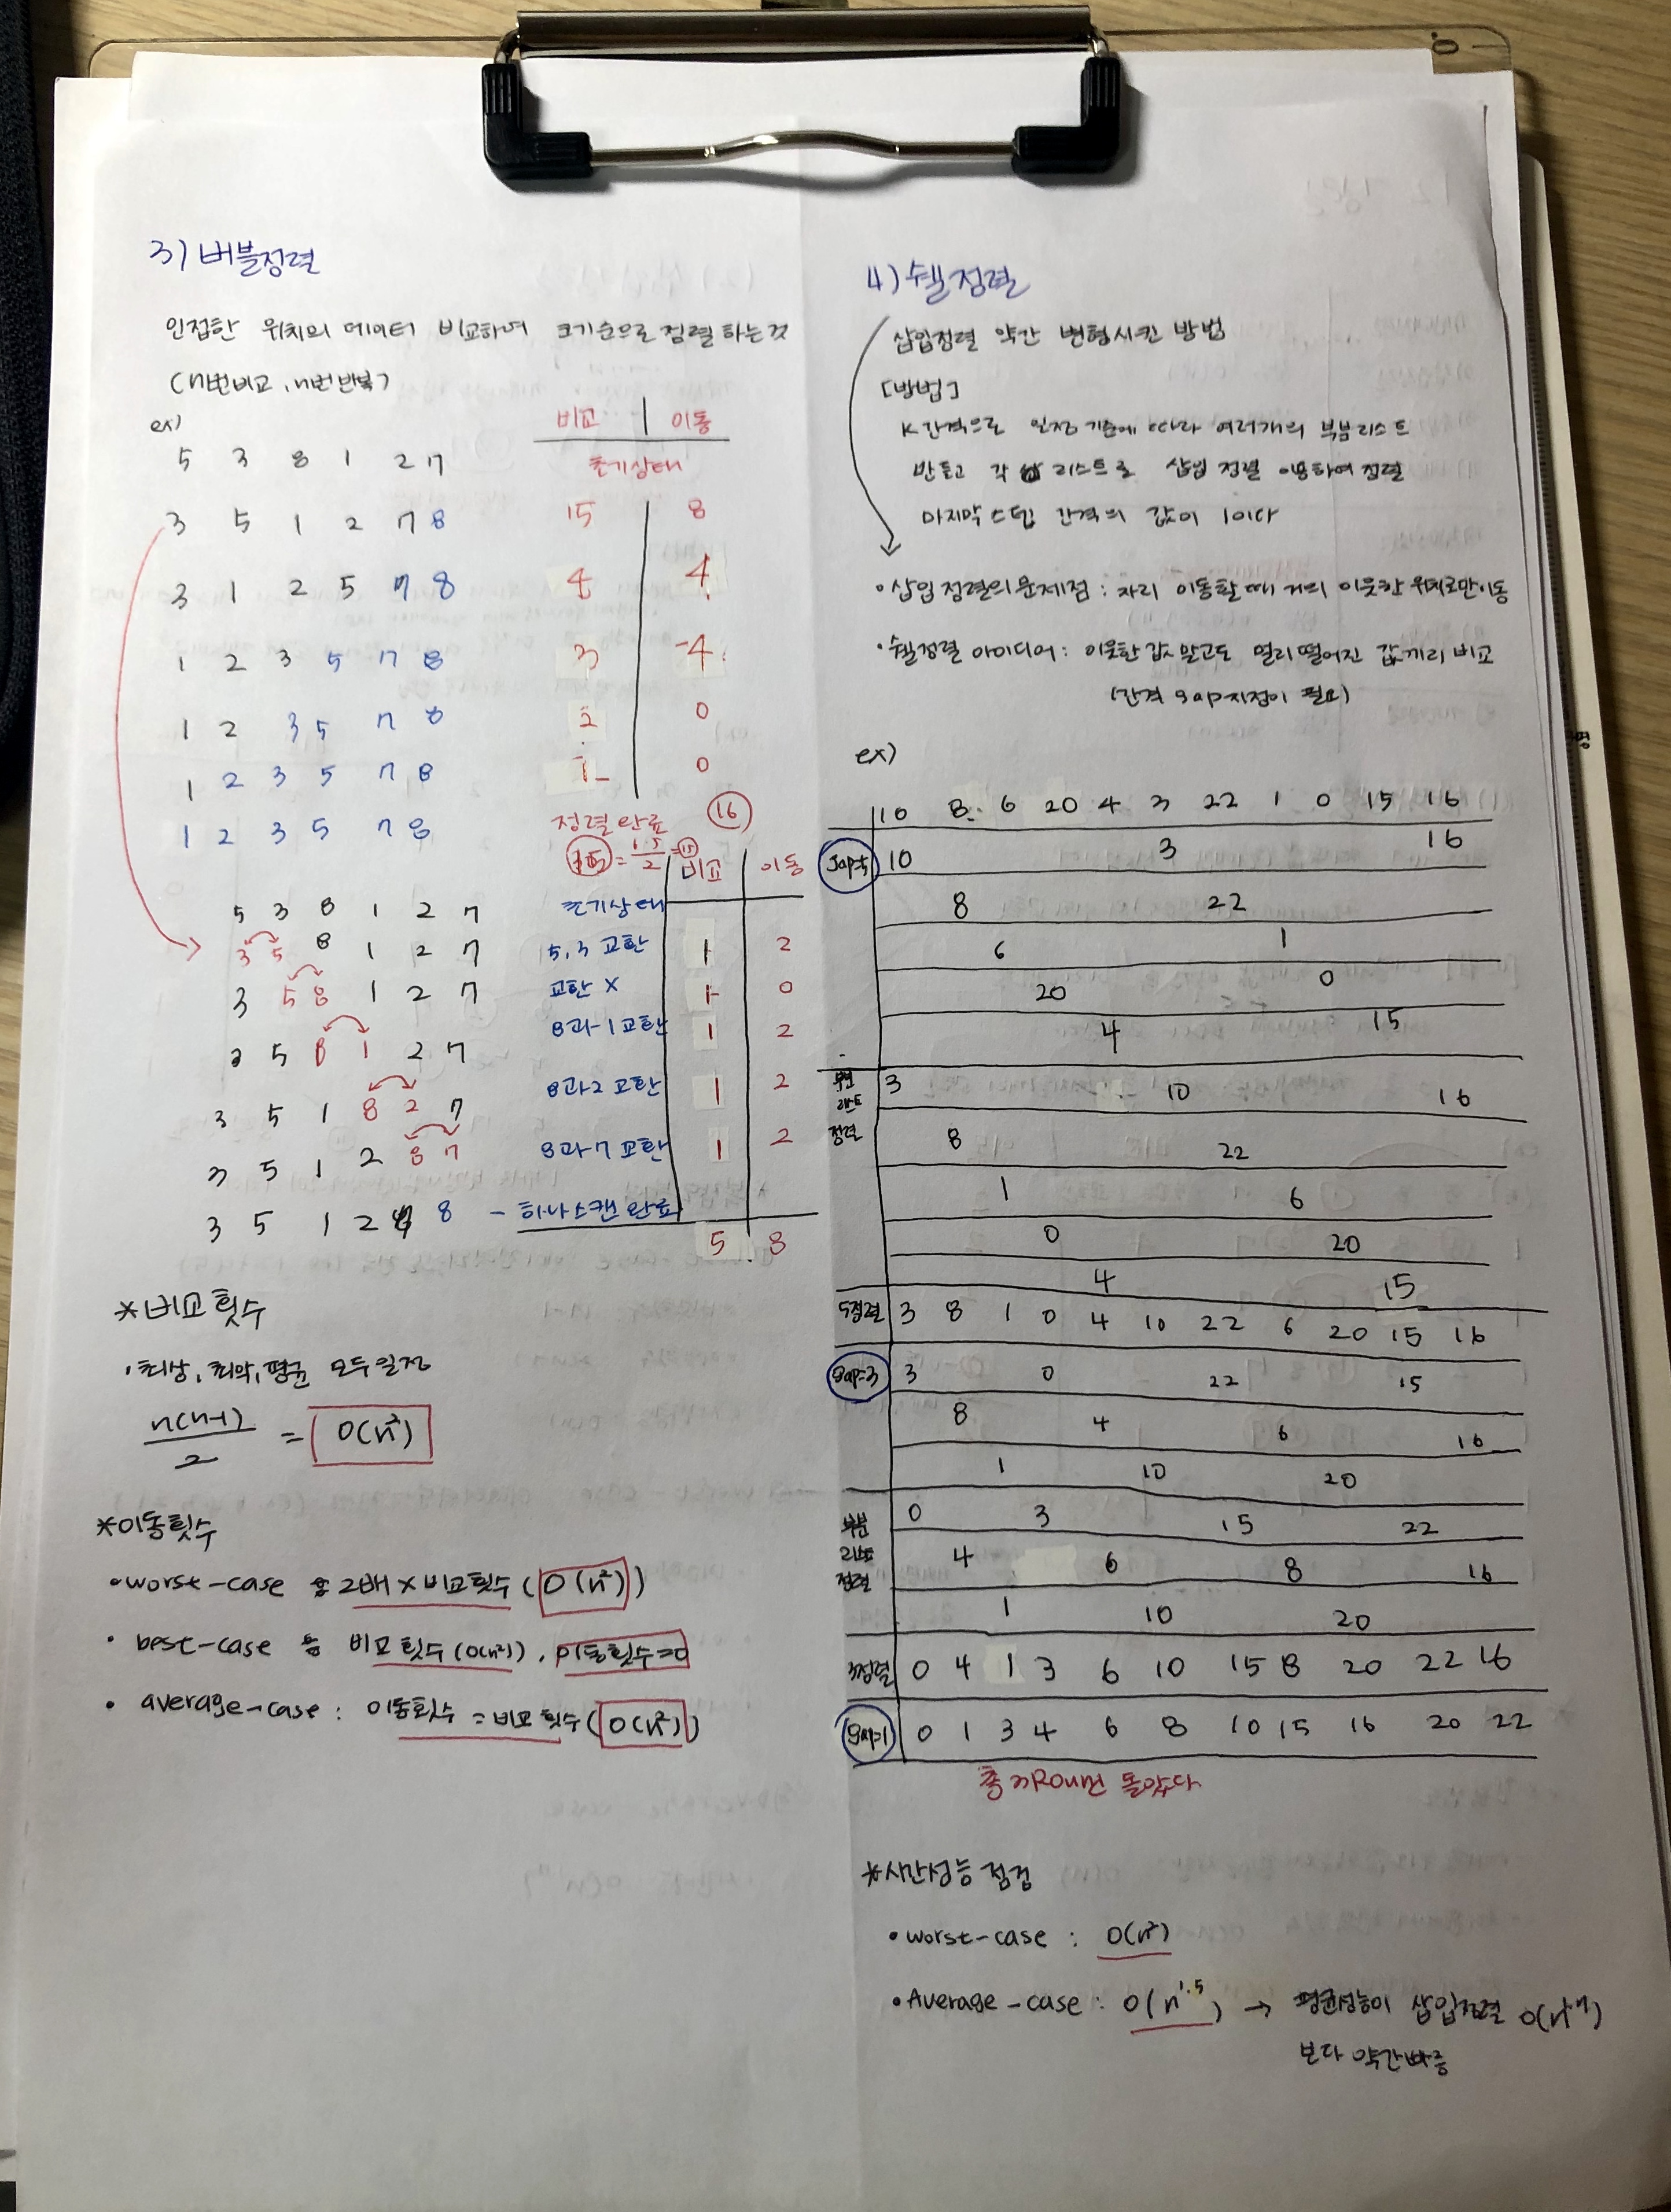 3) 버블정렬
인접한 위치의 데이터 비교하며 크기순으로 정렬하는것
(n번비교, n번반복)
ex)
비교 이동
5 3 8 1 2 7 초기상태
3 5 1 2 7 8 15 8
3 1 2 5 7 8 4 4
1 2 3 5 7 8 3 4
1 2 3 5 7 8 2 0
1 2 3 5 7 8 1 0
1 2 3 5 7 8 정렬완료 16
15 = 6·5/2 = 15
비교 이동
5 3 8 1 2 7 초기상태
3 5 8 1 2 7 5,3 교환 1 2
3 5 8 1 2 7 교환 X 1 0
3 5 8 1 2 7 8과 1 교환 1 2
3 5 1 8 2 7 8과 2 교환 1 2
3 5 1 2 8 7 8과 7 교환 1 2
3 5 1 2 7 8 - 하나스캔 완료
5 8
*비교횟수
·최상, 최악, 평균 모두일정
n(n-1)/2 = O(n²)
*이동횟수
·worst-case 2배 X 비교횟수 (O(n²))
· best-case 비교횟수(O(n²)), 이동횟수=0
· average-case : 이동횟수 = 비교횟수 (O(n²))
4) 쉘정렬
삽입정렬 약간 변형시킨 방법
[방법]
K간격으로 일정 기준에 따라 여러개의 부분리스트
만들고 각 리스트를 삽입 정렬 이용하여 정렬
마지막 스텝 간격의 값이 1이다
·삽입정렬의 문제점 : 자리 이동할 때 거의 이웃한 위치로만 이동
·쉘정렬 아이디어 : 이웃한 값 말고도 멀리 떨어진 값끼리 비교
(간격 gap지정이 필요)
ex)
10 8 6 20 4 3 22 1 0 15 16
gap=5 10 3 16
8 22
6 1
20 0
4 15
부분 3 10 16
리스트
정렬 8 22
1 6
0 20
4 15
5정렬 3 8 1 0 4 10 22 6 20 15 16
gap=3 3 0 22 15
8 4 6 16
1 10 20
부분 0 3 15 22
리스트 4 6 8 16
정렬 1 10 20
3정렬 0 4 1 3 6 10 15 8 20 22 16
gap=1 0 1 3 4 6 8 10 15 16 20 22
총 돌았다
*시간성능 점검
·worst-case : O(n²)
·Average-case : O(n^1.5) → 평균성능이 삽입정렬
보다 약간빠름